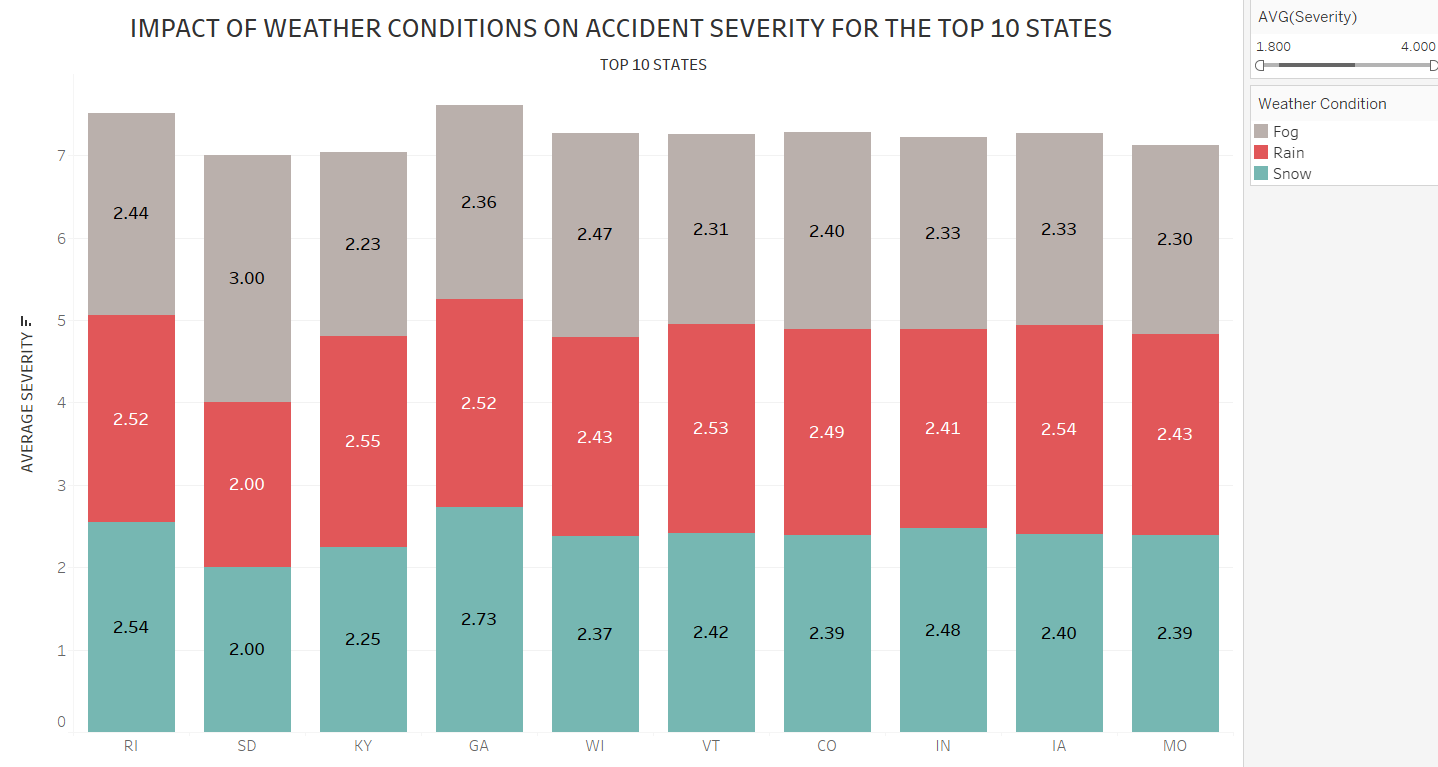 IMPACT OF WEATHER CONDITIONS ON ACCIDENT SEVERITY FOR THE TOP 10 STATES
TOP 10 STATES
AVERAGE SEVERITY
7
6
5
4
3
2
1
0
2.44 3.00 2.23 2.36 2.47 2.31 2.40 2.33 2.33 2.30
2.52 2.00 2.55 2.52 2.43 2.53 2.49 2.41 2.54 2.43
2.54 2.00 2.25 2.73 2.37 2.42 2.39 2.48 2.40 2.39
RI SD KY GA WI VT CO IN IA MO
AVG(Severity)
1.800 4.000
Weather Condition
Fog
Rain
Snow